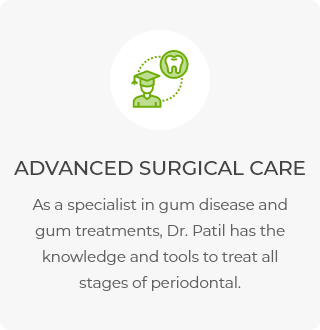 ADVANCED SURGICAL CARE
As a specialist in gum disease and
gum treatments, Dr. Patil has the
knowledge and tools to treat all
stages of periodontal.